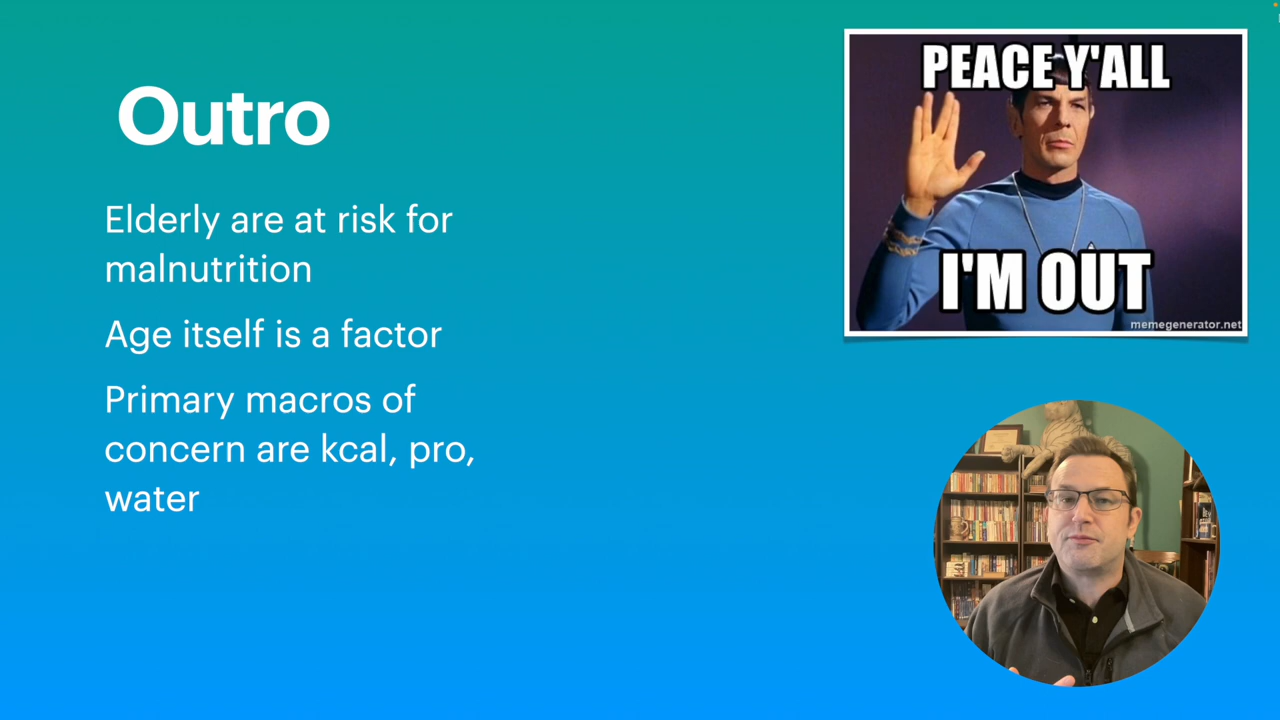 Outro
Elderly are at risk for
malnutrition
Age itself is a factor
Primary macros of
concern are kcal, pro,
water
PEACE Y'ALL
I'M OUT
memegenerator.net